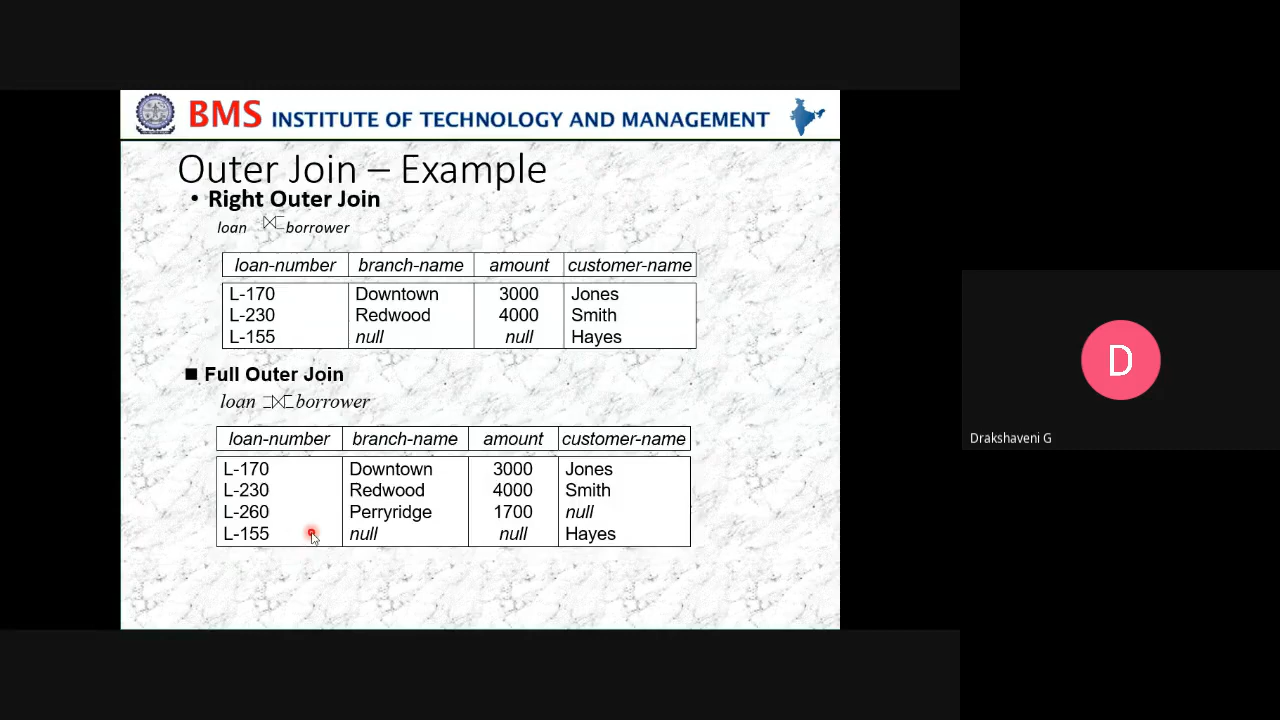 BMS INSTITUTE OF TECHNOLOGY AND MANAGEMENT
Outer Join – Example
• Right Outer Join
loan ⟖ borrower
loan-number branch-name amount customer-name
L-170 Downtown 3000 Jones
L-230 Redwood 4000 Smith
L-155 null null Hayes
■ Full Outer Join
loan ⟗ borrower
loan-number branch-name amount customer-name
L-170 Downtown 3000 Jones
L-230 Redwood 4000 Smith
L-260 Perryridge 1700 null
L-155 null null Hayes
D
Drakshaveni G